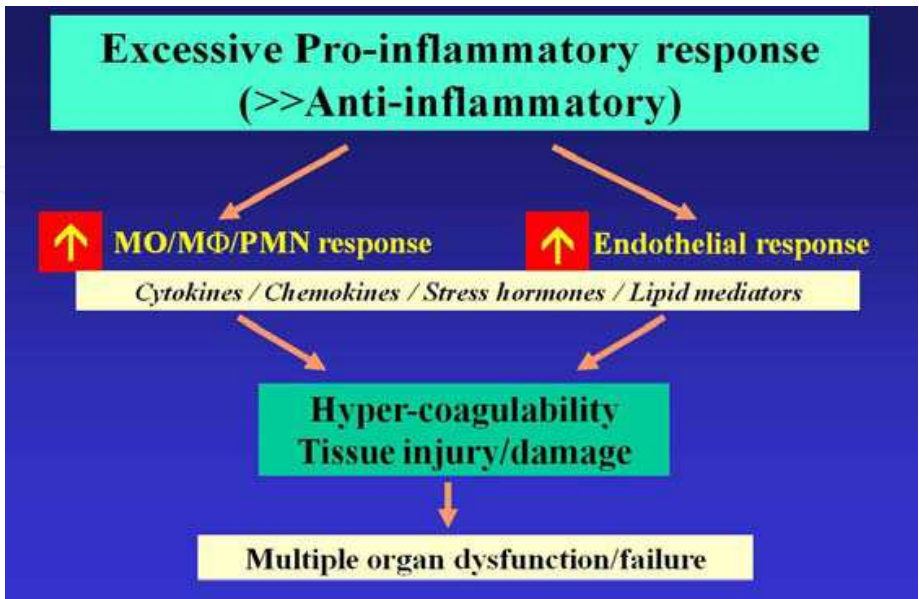 Excessive Pro-inflammatory response
(>>Anti-inflammatory)
↑ MO/MΦ/PMN response
↑ Endothelial response
Cytokines / Chemokines / Stress hormones / Lipid mediators
Hyper-coagulability
Tissue injury/damage
Multiple organ dysfunction/failure